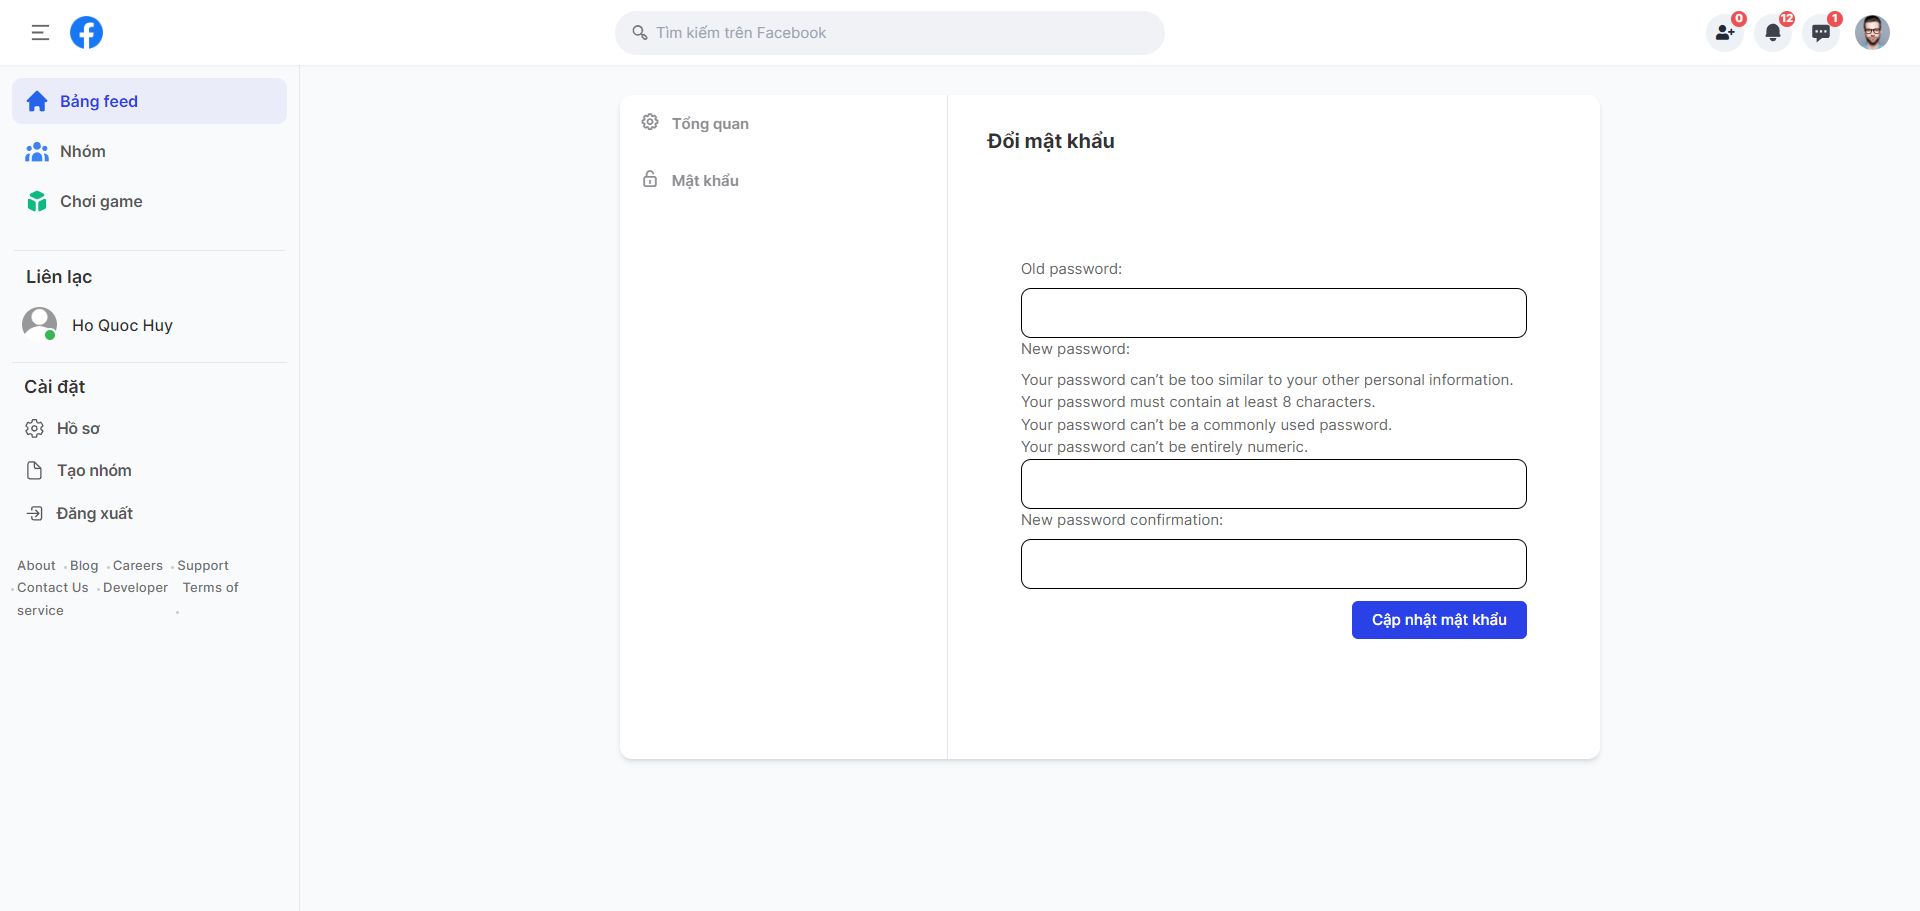 Tìm kiếm trên Facebook
0
12
1
Bảng feed
Nhóm
Chơi game
Liên lạc
Ho Quoc Huy
Cài đặt
Hồ sơ
Tạo nhóm
Đăng xuất
About · Blog · Careers · Support
· Contact Us · Developer Terms of
service ·
Tổng quan
Mật khẩu
Đổi mật khẩu
Old password:
New password:
Your password can’t be too similar to your other personal information.
Your password must contain at least 8 characters.
Your password can’t be a commonly used password.
Your password can’t be entirely numeric.
New password confirmation:
Cập nhật mật khẩu